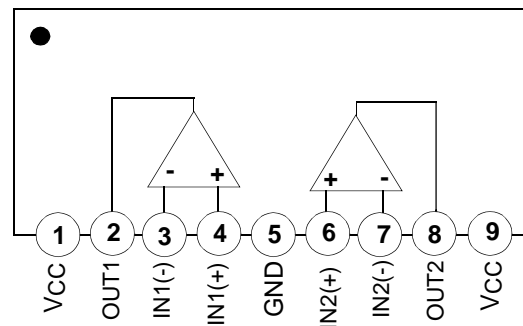 - + + -
1 2 3 4 5 6 7 8 9
VCC OUT1 IN1(-) IN1(+) GND IN2(+) IN2(-) OUT2 VCC